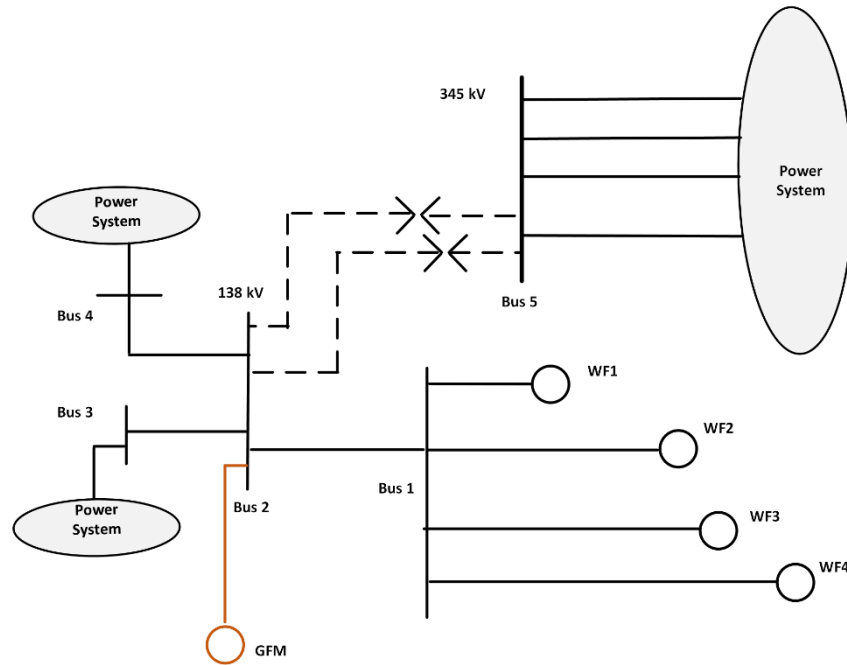 345 kV
Power
System
Power
System
138 kV
Bus 4
Bus 5
WF1
Bus 3
WF2
Bus 1
Bus 2
Power
System
WF3
WF4
GFM